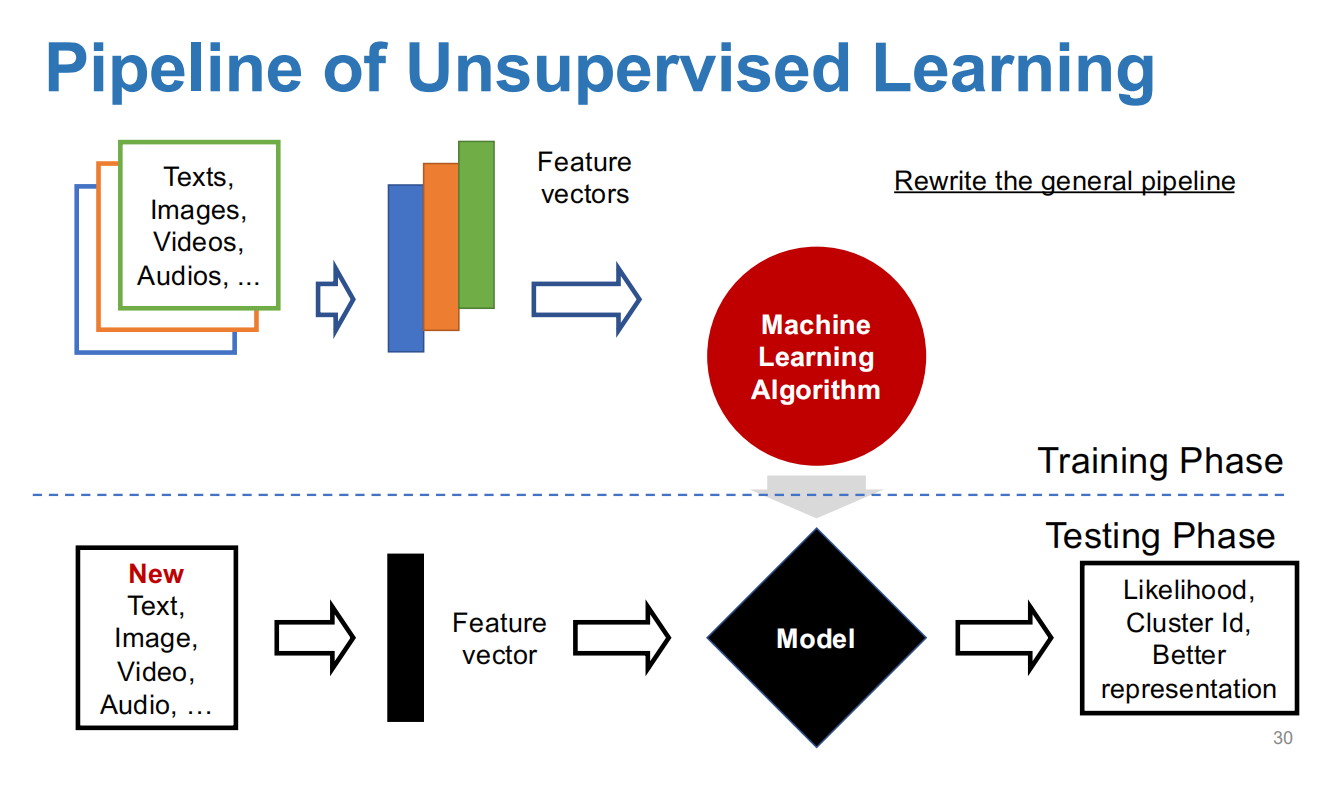 Pipeline of Unsupervised Learning
Texts,
Images,
Videos,
Audios, ...
Feature
vectors
Rewrite the general pipeline
Machine
Learning
Algorithm
Training Phase
Testing Phase
New
Text,
Image,
Video,
Audio, …
Feature
vector
Model
Likelihood,
Cluster Id,
Better
representation
30